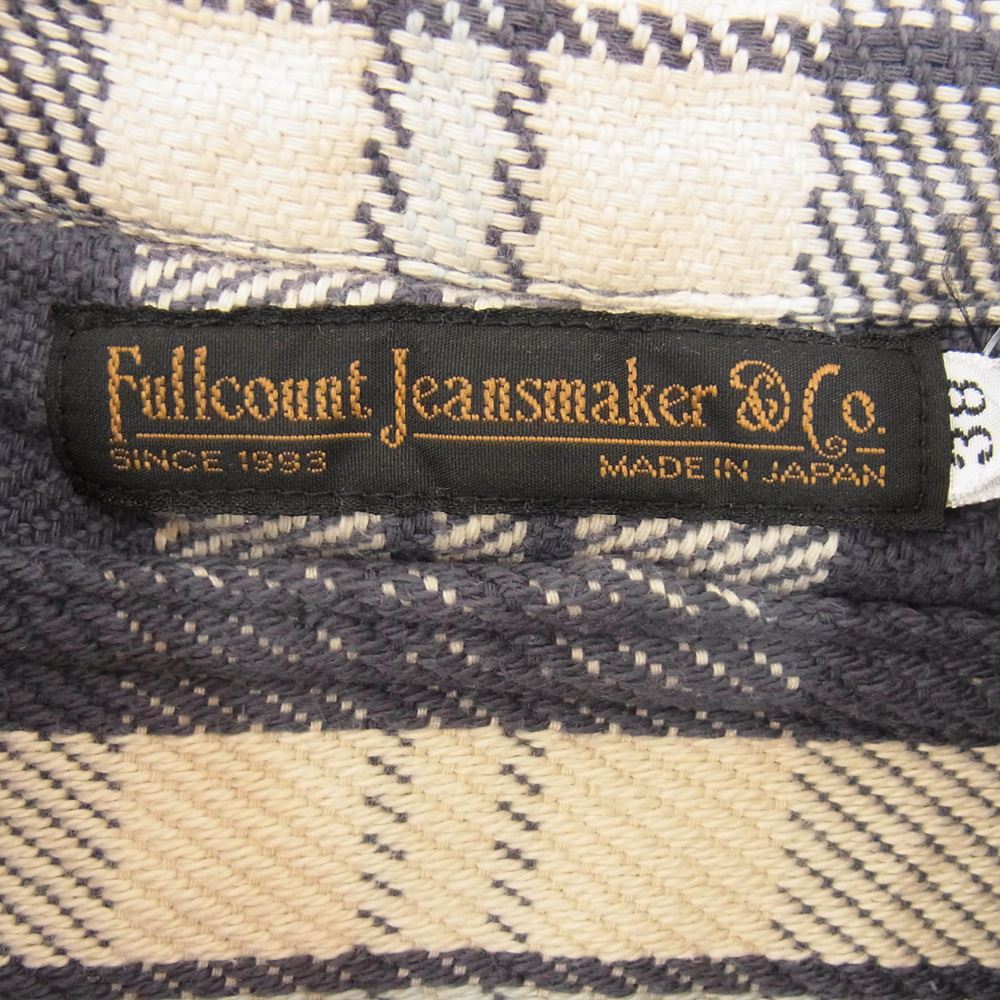 Fullcount Jeansmaker & Co.
SINCE 1993 MADE IN JAPAN
38